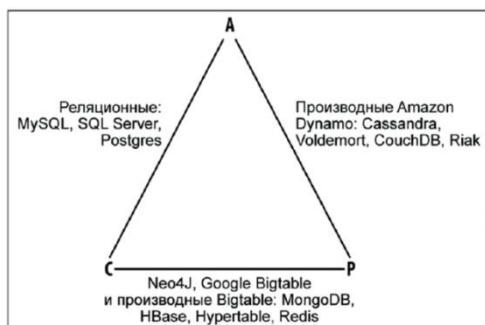 A
Реляционные:
MySQL, SQL Server,
Postgres
Производные Amazon
Dynamo: Cassandra,
Voldemort, CouchDB, Riak
C
P
Neo4J, Google Bigtable
и производные Bigtable: MongoDB,
HBase, Hypertable, Redis